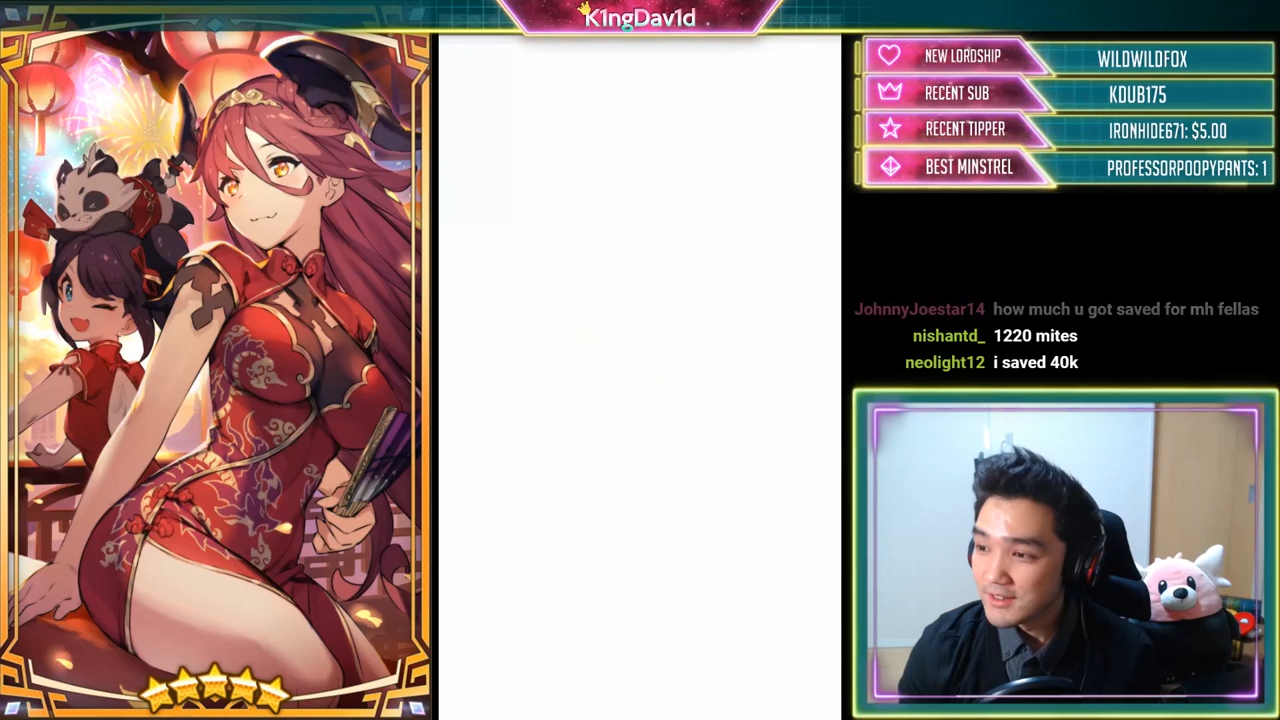 K1ngDav1d
NEW LORDSHIP WILDWILDFOX
RECENT SUB KDUB175
RECENT TIPPER IRONHIDE671: $5.00
BEST MINSTREL PROFESSORPOOPYPANTS: 1
JohnnyJoestar14 how much u got saved for mh fellas
nishantd_ 1220 mites
neolight12 i saved 40k